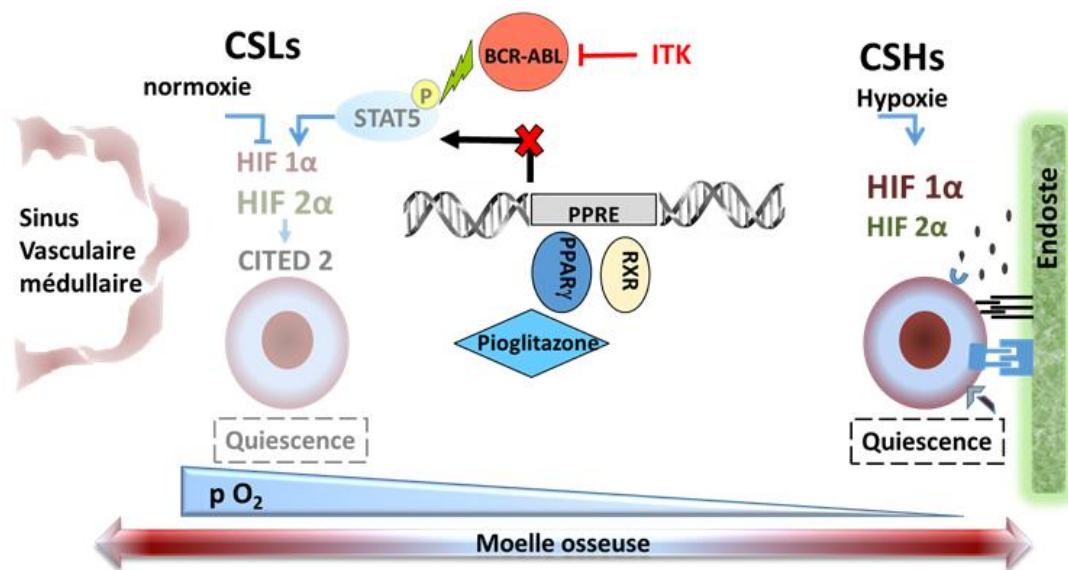 CSLs
normoxie
BCR-ABL
ITK
P
STAT5
HIF 1α
HIF 2α
CITED 2
Quiescence
Sinus
Vasculaire
médullaire
PPRE
PPARγ
RXR
Pioglitazone
CSHs
Hypoxie
HIF 1α
HIF 2α
Quiescence
Endoste
p O₂
Moelle osseuse